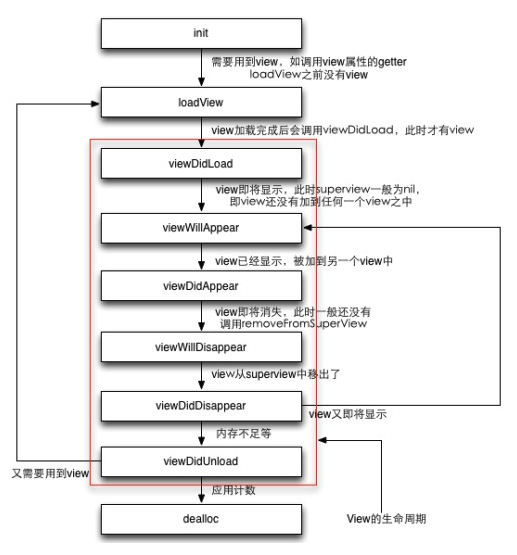 init
需要用到view，如调用view属性的getter
loadView之前没有view
loadView
view加载完成后会调用viewDidLoad，此时才有view
viewDidLoad
view即将显示，此时superview一般为nil，
即view还没有加到任何一个view之中
viewWillAppear
view已经显示，被加到另一个view中
viewDidAppear
view即将消失，此时一般还没有
调用removeFromSuperView
viewWillDisappear
view从superview中移出了
viewDidDisappear
view又即将显示
内存不足等
viewDidUnload
又需要用到view
应用计数
dealloc
View的生命周期